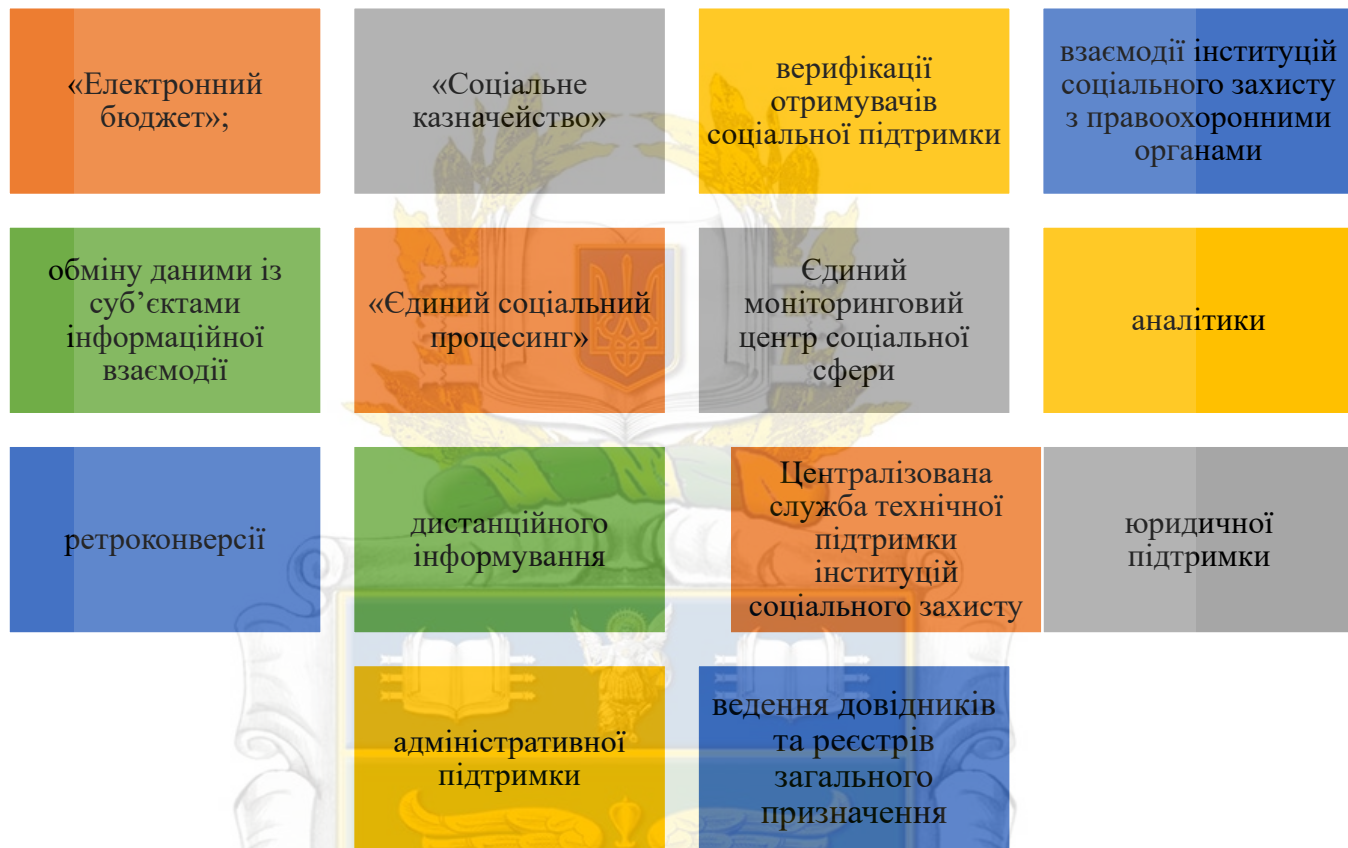 «Електронний
бюджет»;
«Соціальне
казначейство»
верифікації
отримувачів
соціальної підтримки
взаємодії інституцій
соціального захисту
з правоохоронними
органами
обміну даними із
суб’єктами
інформаційної
взаємодії
«Єдиний соціальний
процесинг»
Єдиний
моніторинговий
центр соціальної
сфери
аналітики
ретроконверсії
дистанційного
інформування
Централізована
служба технічної
підтримки
інституцій
соціального захисту
юридичної
підтримки
адміністративної
підтримки
ведення довідників
та реєстрів
загального
призначення